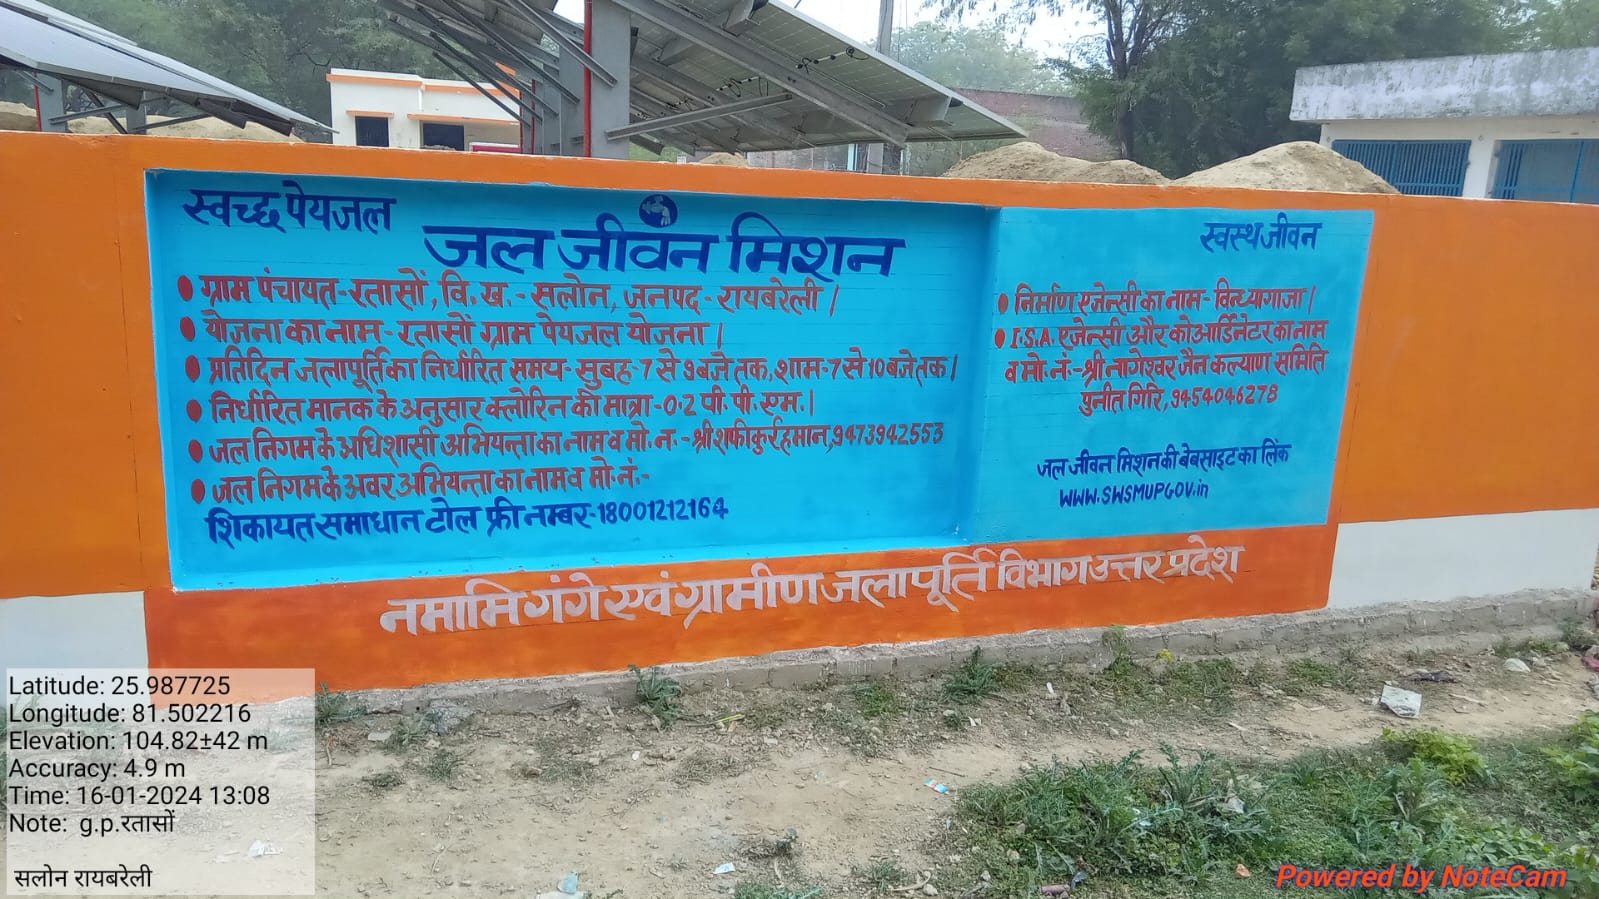 स्वच्छ पेयजल
जल जीवन मिशन
ग्राम पंचायत-रतासों, वि.ख.-सलोन, जनपद-रायबरेली।
योजना का नाम-रतासों ग्राम पेयजल योजना।
प्रतिदिन जलापूर्ति का निर्धारित समय-सुबह-7 से 9 बजे तक, शाम-7 से 10 बजे तक।
निर्धारित मानक के अनुसार क्लोरिन की मात्रा-0.2 पी.पी.एम.।
जल निगम के अधिशासी अभियन्ता का नाम व मो.न.-श्री शफीकुर्रहमान, 9473942553
जल निगम के अवर अभियन्ता का नाम व मो.नं.-
शिकायत समाधान टोल फ्री नम्बर-18001212164
स्वस्थ जीवन
निर्माण एजेन्सी का नाम-विन्ध्यागाजा।
I.S.A. एजेन्सी और कोआर्डिनेटर का नाम
व मो.नं.-श्री नागेश्वर जैन कल्याण समिति
पुनीत गिरि, 9454046278
जल जीवन मिशन की बेबसाइट का लिंक
WWW.SWSMUPGOV.in
नमामि गंगे एवं ग्रामीण जलापूर्ति विभाग उत्तर प्रदेश
Latitude: 25.987725
Longitude: 81.502216
Elevation: 104.82±42 m
Accuracy: 4.9 m
Time: 16-01-2024 13:08
Note: g.p.रतासों
सलोन रायबरेली
Powered by NoteCam